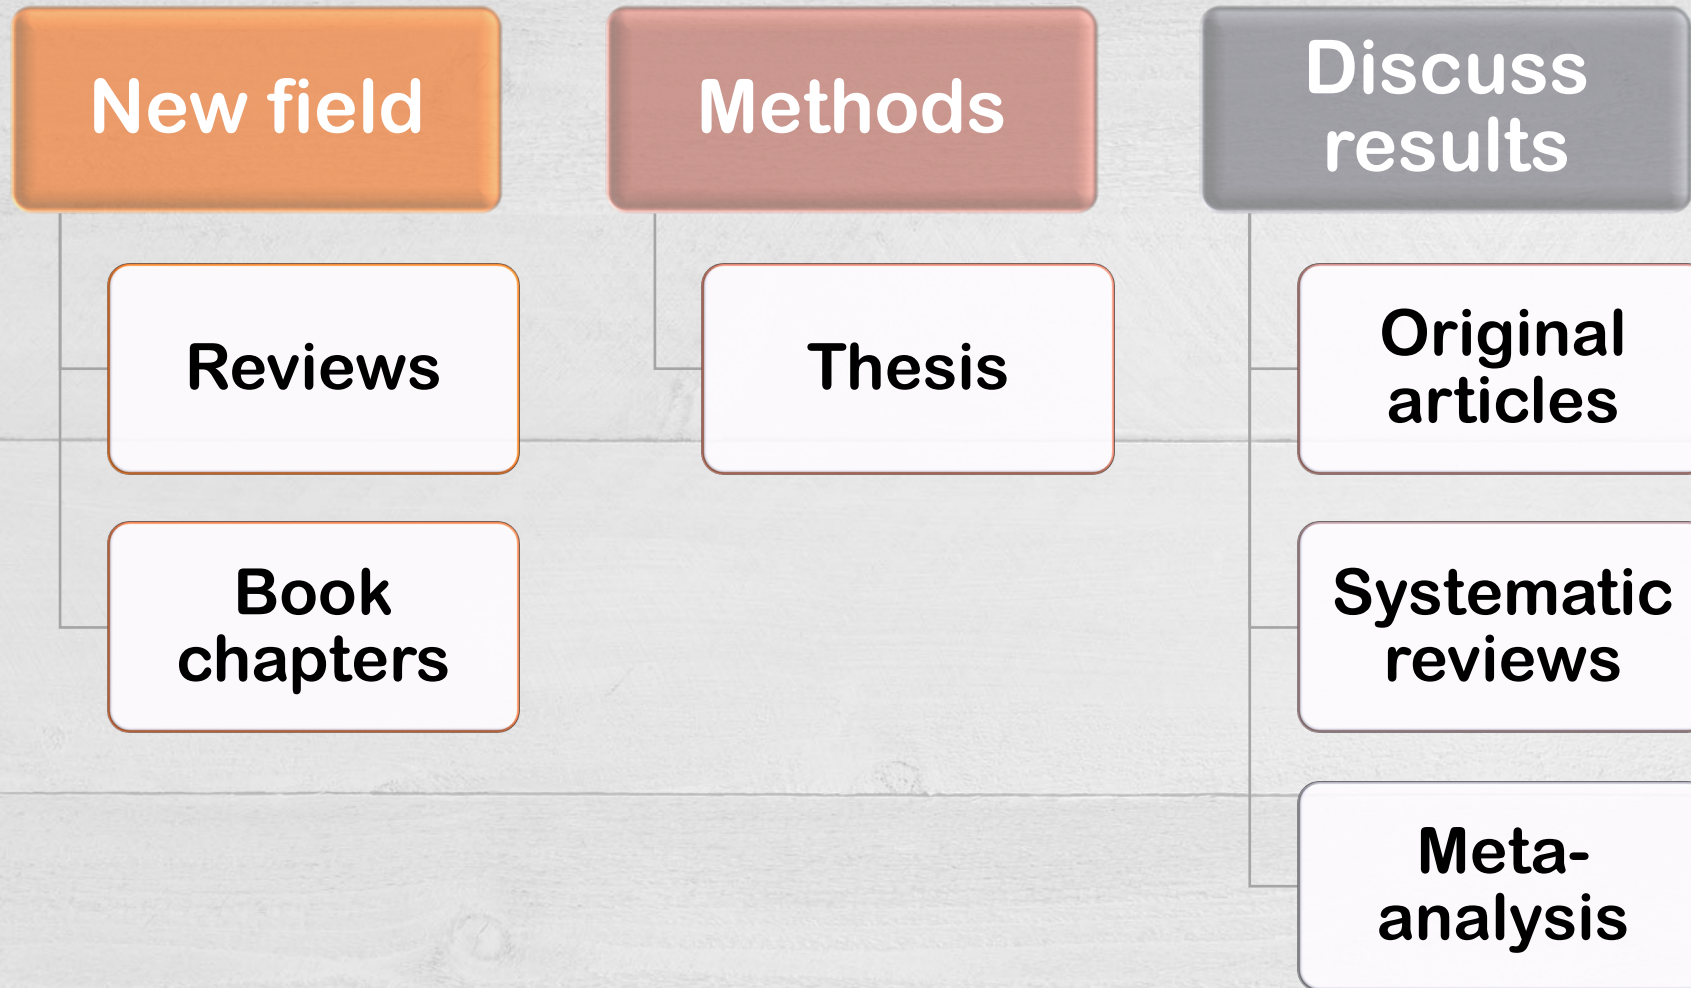 New field
Reviews
Book
chapters
Methods
Thesis
Discuss
results
Original
articles
Systematic
reviews
Meta-
analysis